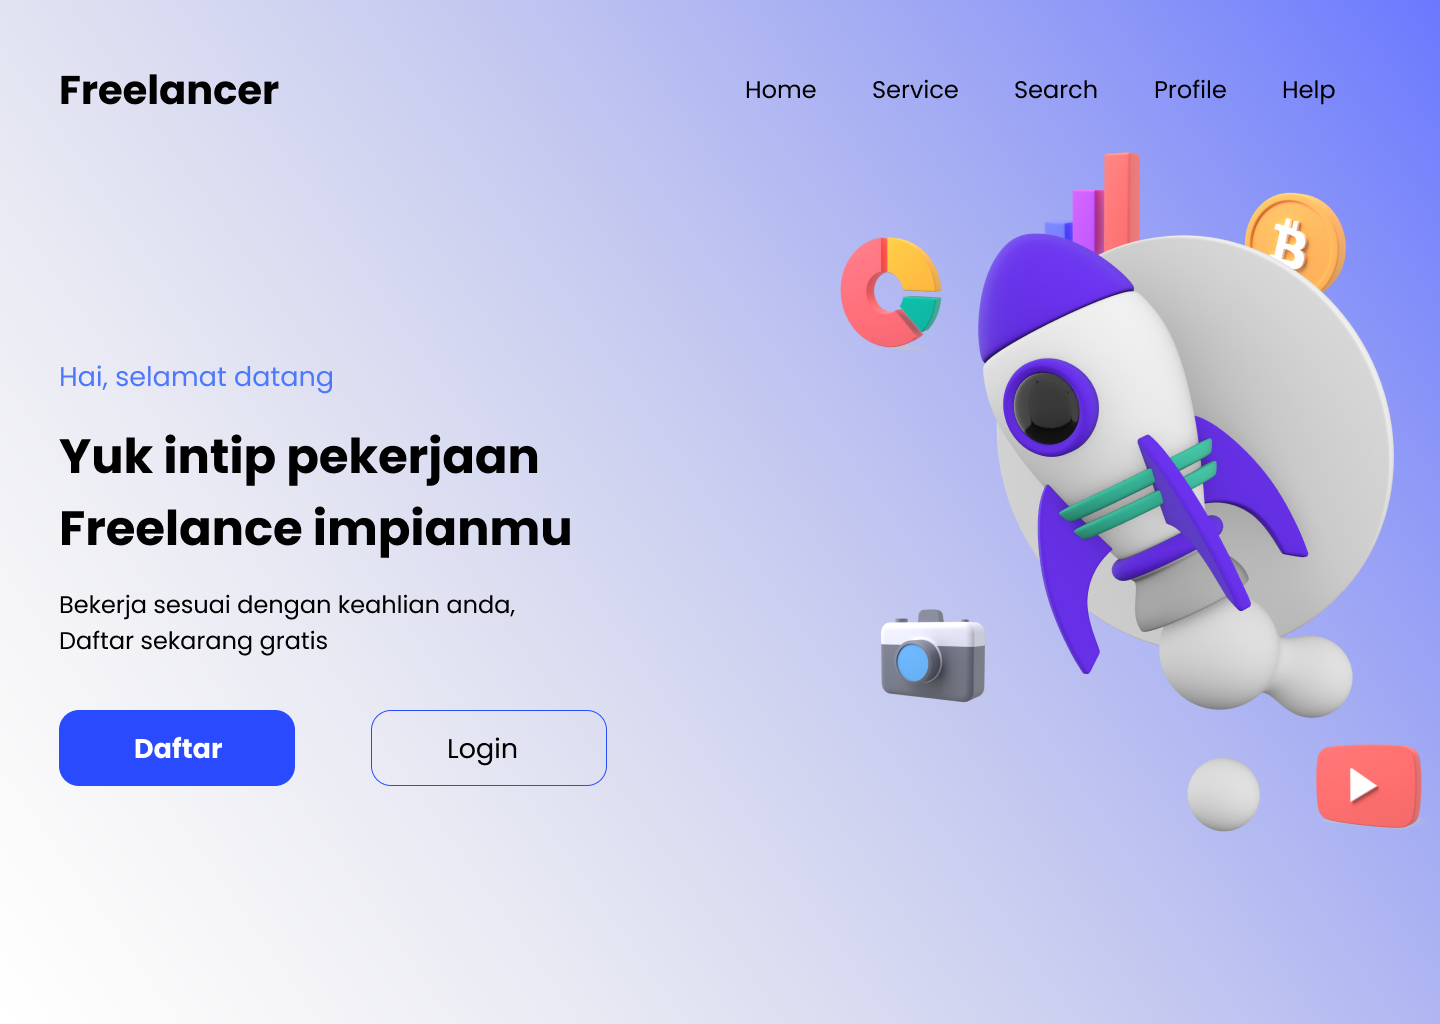 Freelancer
Home Service Search Profile Help
Hai, selamat datang
Yuk intip pekerjaan
Freelance impianmu
Bekerja sesuai dengan keahlian anda,
Daftar sekarang gratis
Daftar Login